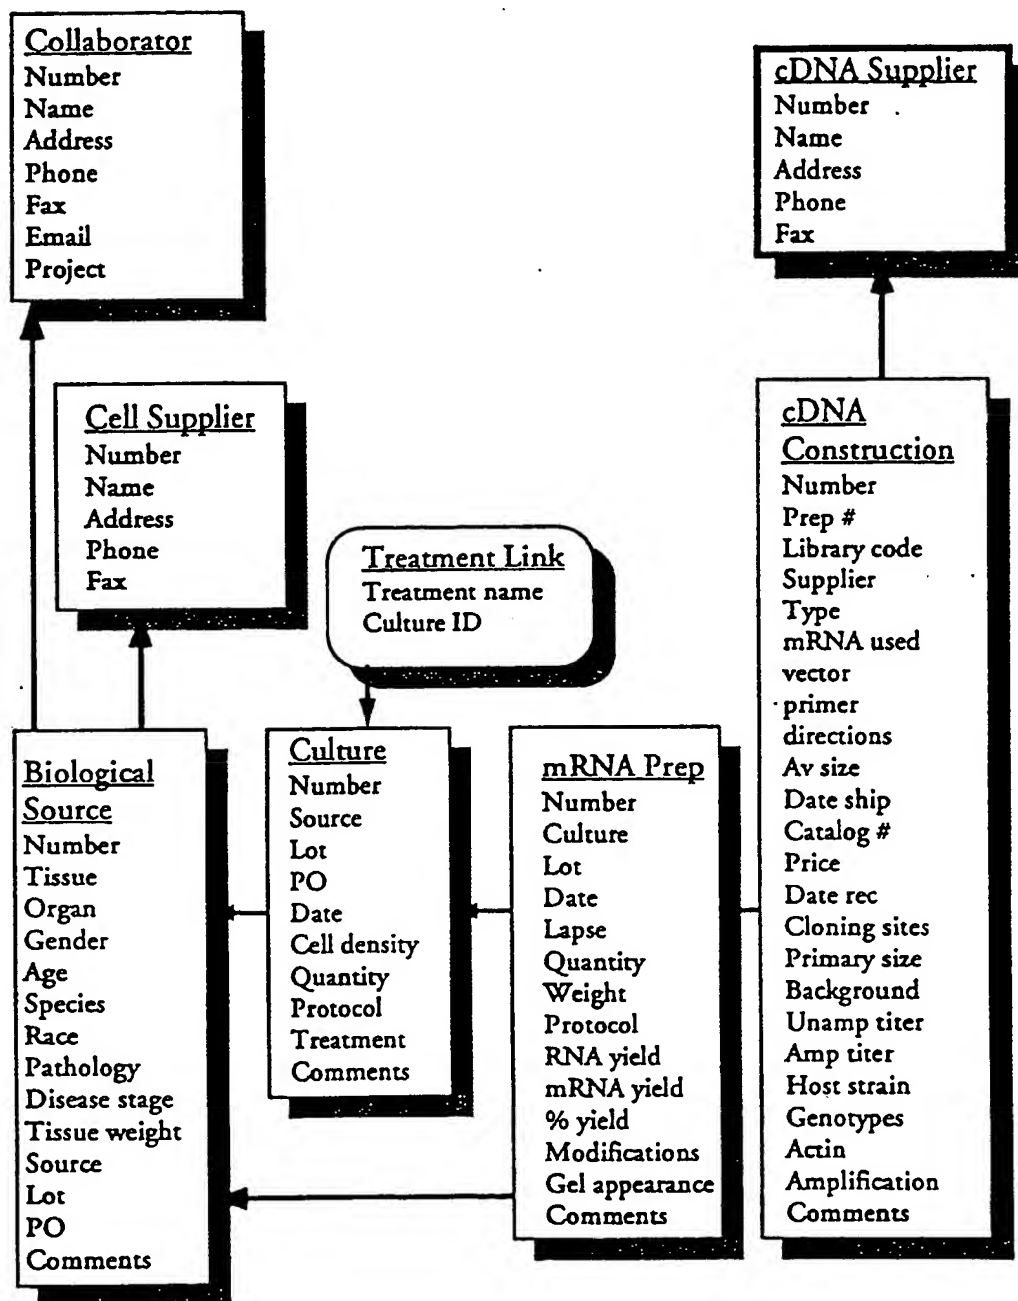 Collaborator
Number
Name
Address
Phone
Fax
Email
Project
cDNA Supplier
Number
Name
Address
Phone
Fax
Cell Supplier
Number
Name
Address
Phone
Fax
Treatment Link
Treatment name
Culture ID
Biological
Source
Number
Tissue
Organ
Gender
Age
Species
Race
Pathology
Disease stage
Tissue weight
Source
Lot
PO
Comments
Culture
Number
Source
Lot
PO
Date
Cell density
Quantity
Protocol
Treatment
Comments
mRNA Prep
Number
Culture
Lot
Date
Lapse
Quantity
Weight
Protocol
RNA yield
mRNA yield
% yield
Modifications
Gel appearance
Comments
cDNA
Construction
Number
Prep #
Library code
Supplier
Type
mRNA used
vector
primer
directions
Av size
Date ship
Catalog #
Price
Date rec
Cloning sites
Primary size
Background
Unamp titer
Amp titer
Host strain
Genotypes
Actin
Amplification
Comments